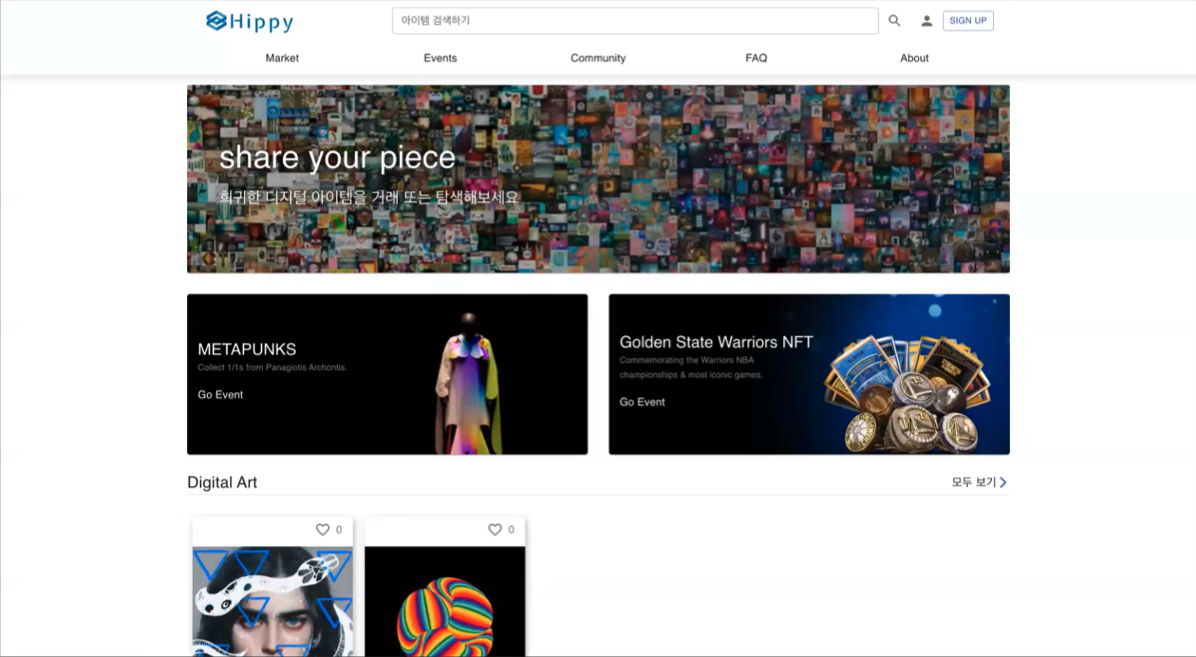 Hippy
아이템 검색하기
SIGN UP
Market
Events
Community
FAQ
About
share your piece
희귀한 디지털 아이템을 거래 또는 탐색해보세요
METAPUNKS
Collect 1/1s from Panagiotis Archontis.
Go Event
Golden State Warriors NFT
Commemorating the Warriors NBA
championships & most iconic games.
Go Event
Digital Art
모두 보기
0
0